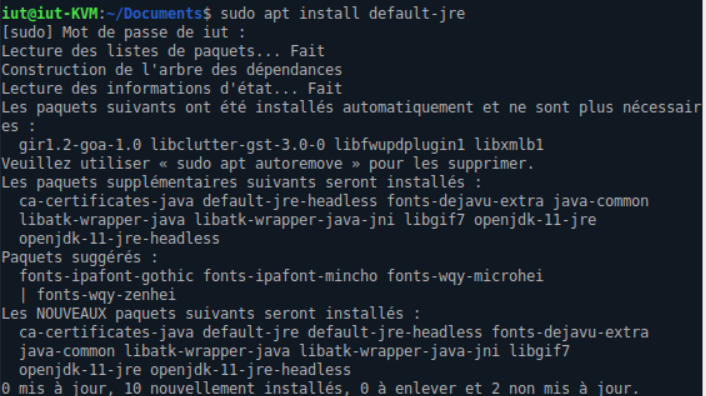 iut@iut-KVM:~/Documents$ sudo apt install default-jre
[sudo] Mot de passe de iut :
Lecture des listes de paquets... Fait
Construction de l'arbre des dépendances
Lecture des informations d'état... Fait
Les paquets suivants ont été installés automatiquement et ne sont plus nécessair
es :
  gir1.2-goa-1.0 libclutter-gst-3.0-0 libfwupdplugin1 libxmlb1
Veuillez utiliser « sudo apt autoremove » pour les supprimer.
Les paquets supplémentaires suivants seront installés :
  ca-certificates-java default-jre-headless fonts-dejavu-extra java-common
  libatk-wrapper-java libatk-wrapper-java-jni libgif7 openjdk-11-jre
  openjdk-11-jre-headless
Paquets suggérés :
  fonts-ipafont-gothic fonts-ipafont-mincho fonts-wqy-microhei
  | fonts-wqy-zenhei
Les NOUVEAUX paquets suivants seront installés :
  ca-certificates-java default-jre default-jre-headless fonts-dejavu-extra
  java-common libatk-wrapper-java libatk-wrapper-java-jni libgif7
  openjdk-11-jre openjdk-11-jre-headless
0 mis à jour, 10 nouvellement installés, 0 à enlever et 2 non mis à jour.